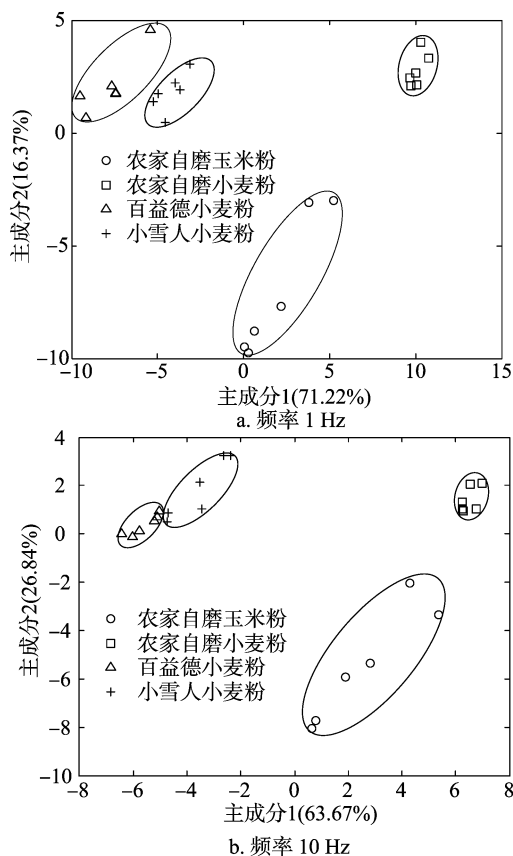 5
0
−5
−10
主成分2(16.37%)
农家自磨玉米粉
农家自磨小麦粉
百益德小麦粉
小雪人小麦粉
−10 −5 0 5 10 15
主成分1(71.22%)
a. 频率 1 Hz
4
2
0
−2
−4
−6
−8
−10
主成分2(26.84%)
农家自磨玉米粉
农家自磨小麦粉
百益德小麦粉
小雪人小麦粉
−8 −6 −4 −2 0 2 4 6 8
主成分1(63.67%)
b. 频率 10 Hz